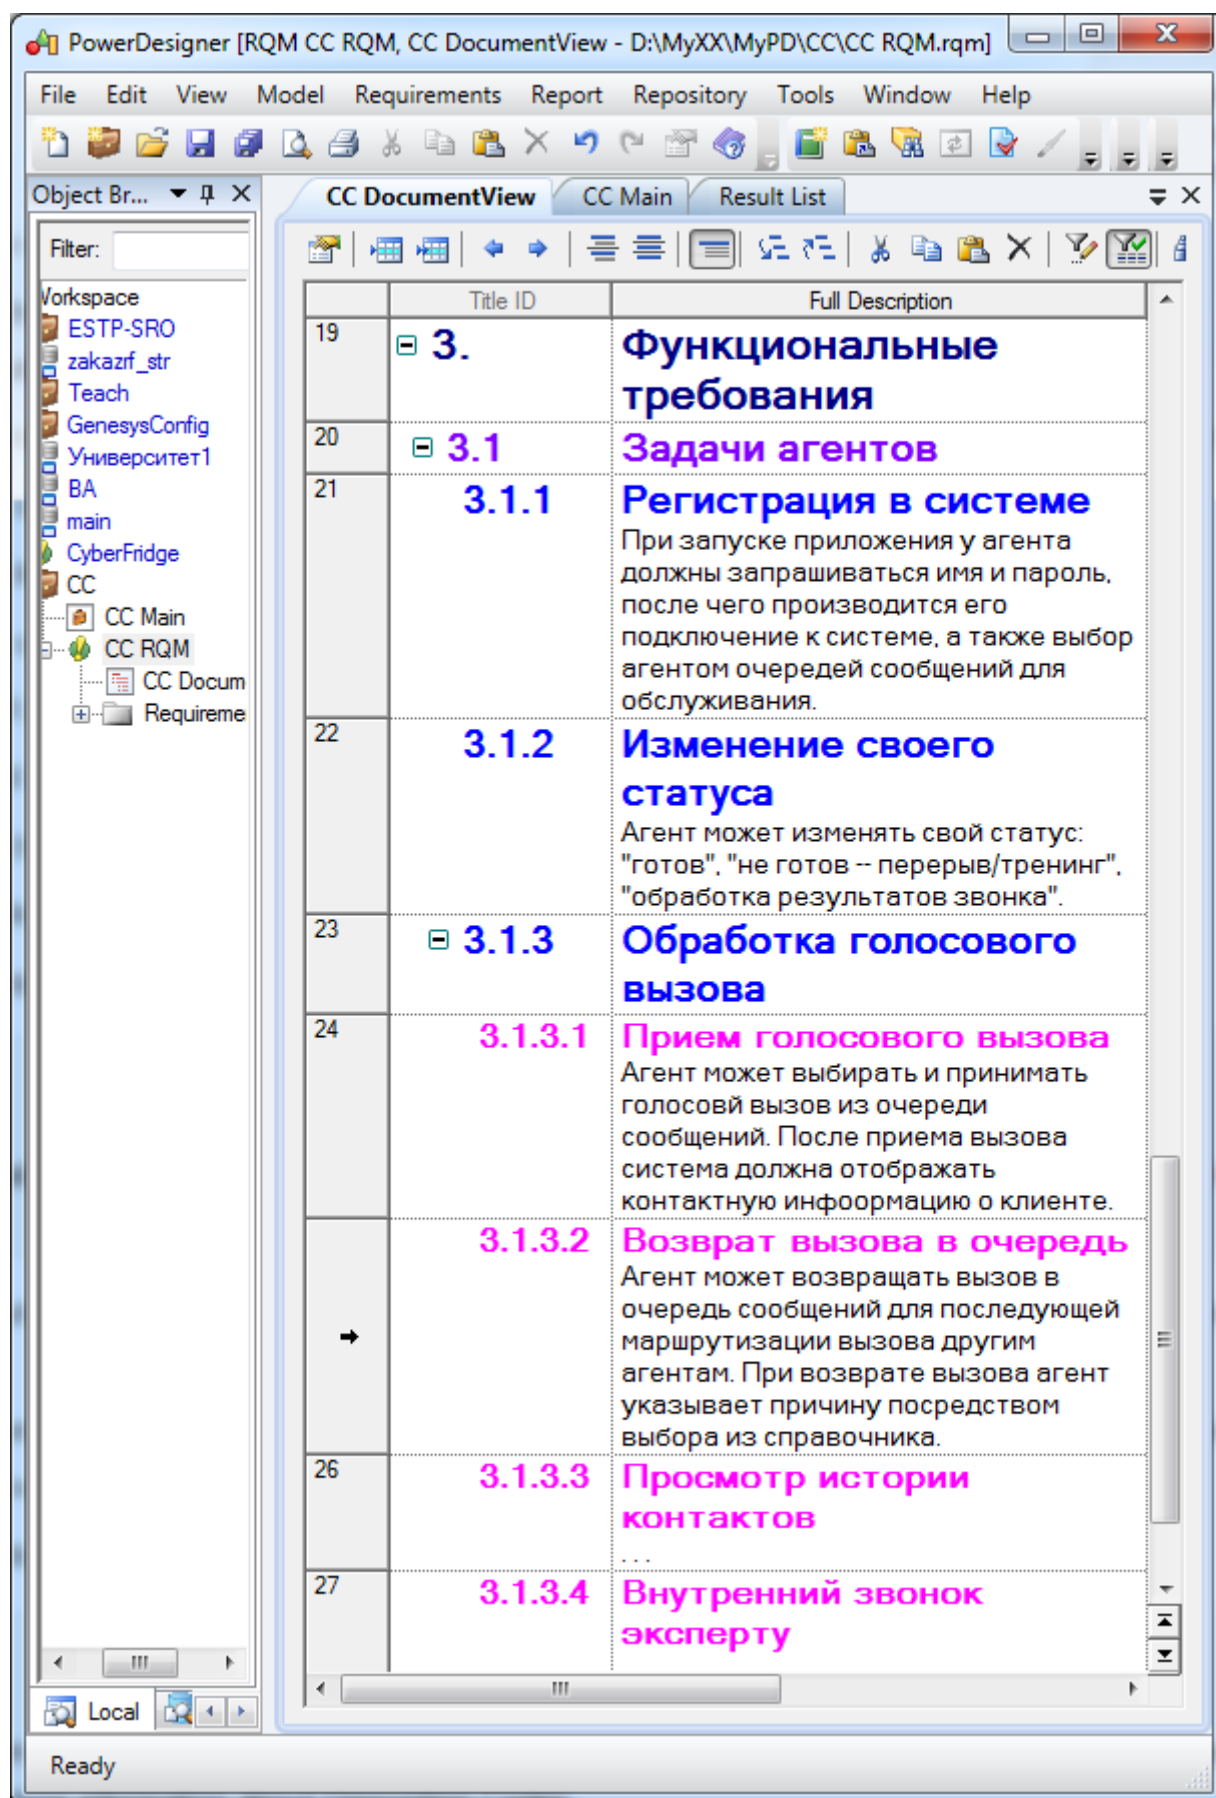 PowerDesigner [RQM CC RQM, CC DocumentView - D:\MyXX\MyPD\CC\CC RQM.rqm]
File Edit View Model Requirements Report Repository Tools Window Help
Object Br...
Filter:
Workspace
ESTP-SRO
zakazrf_str
Teach
GenesysConfig
Университет1
BA
main
CyberFridge
CC
CC Main
CC RQM
CC Docum
Requireme
Local
CC DocumentView CC Main Result List
Title ID Full Description
19 3. Функциональные
требования
20 3.1 Задачи агентов
21 3.1.1 Регистрация в системе
При запуске приложения у агента
должны запрашиваться имя и пароль,
после чего производится его
подключение к системе, а также выбор
агентом очередей сообщений для
обслуживания.
22 3.1.2 Изменение своего
статуса
Агент может изменять свой статус:
"готов", "не готов -- перерыв/тренинг",
"обработка результатов звонка".
23 3.1.3 Обработка голосового
вызова
24 3.1.3.1 Прием голосового вызова
Агент может выбирать и принимать
голосовй вызов из очереди
сообщений. После приема вызова
система должна отображать
контактную инфоормацию о клиенте.
3.1.3.2 Возврат вызова в очередь
Агент может возвращать вызов в
очередь сообщений для последующей
маршрутизации вызова другим
агентам. При возврате вызова агент
указывает причину посредством
выбора из справочника.
26 3.1.3.3 Просмотр истории
контактов
. . .
27 3.1.3.4 Внутренний звонок
эксперту
Ready